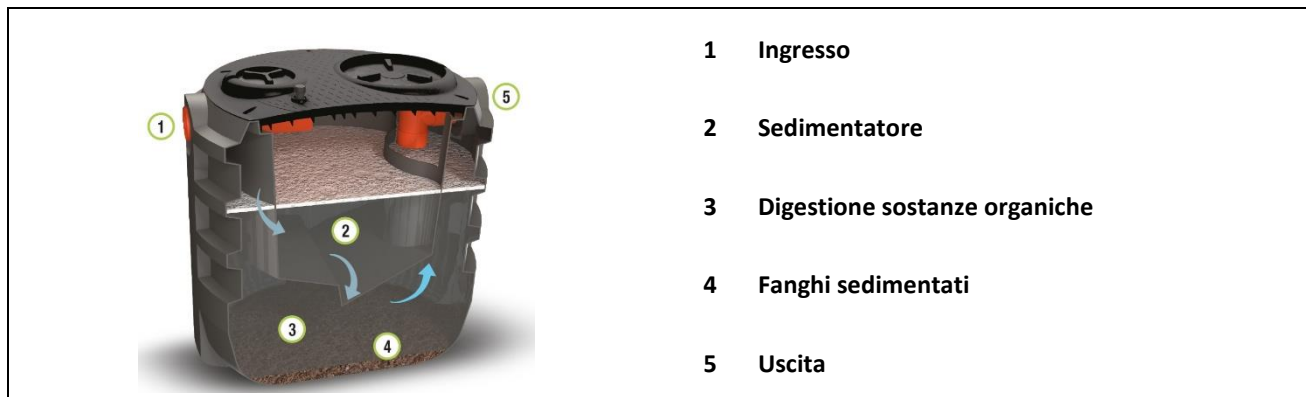 1 Ingresso
2 Sedimentatore
3 Digestione sostanze organiche
4 Fanghi sedimentati
5 Uscita
1
5
2
3
4